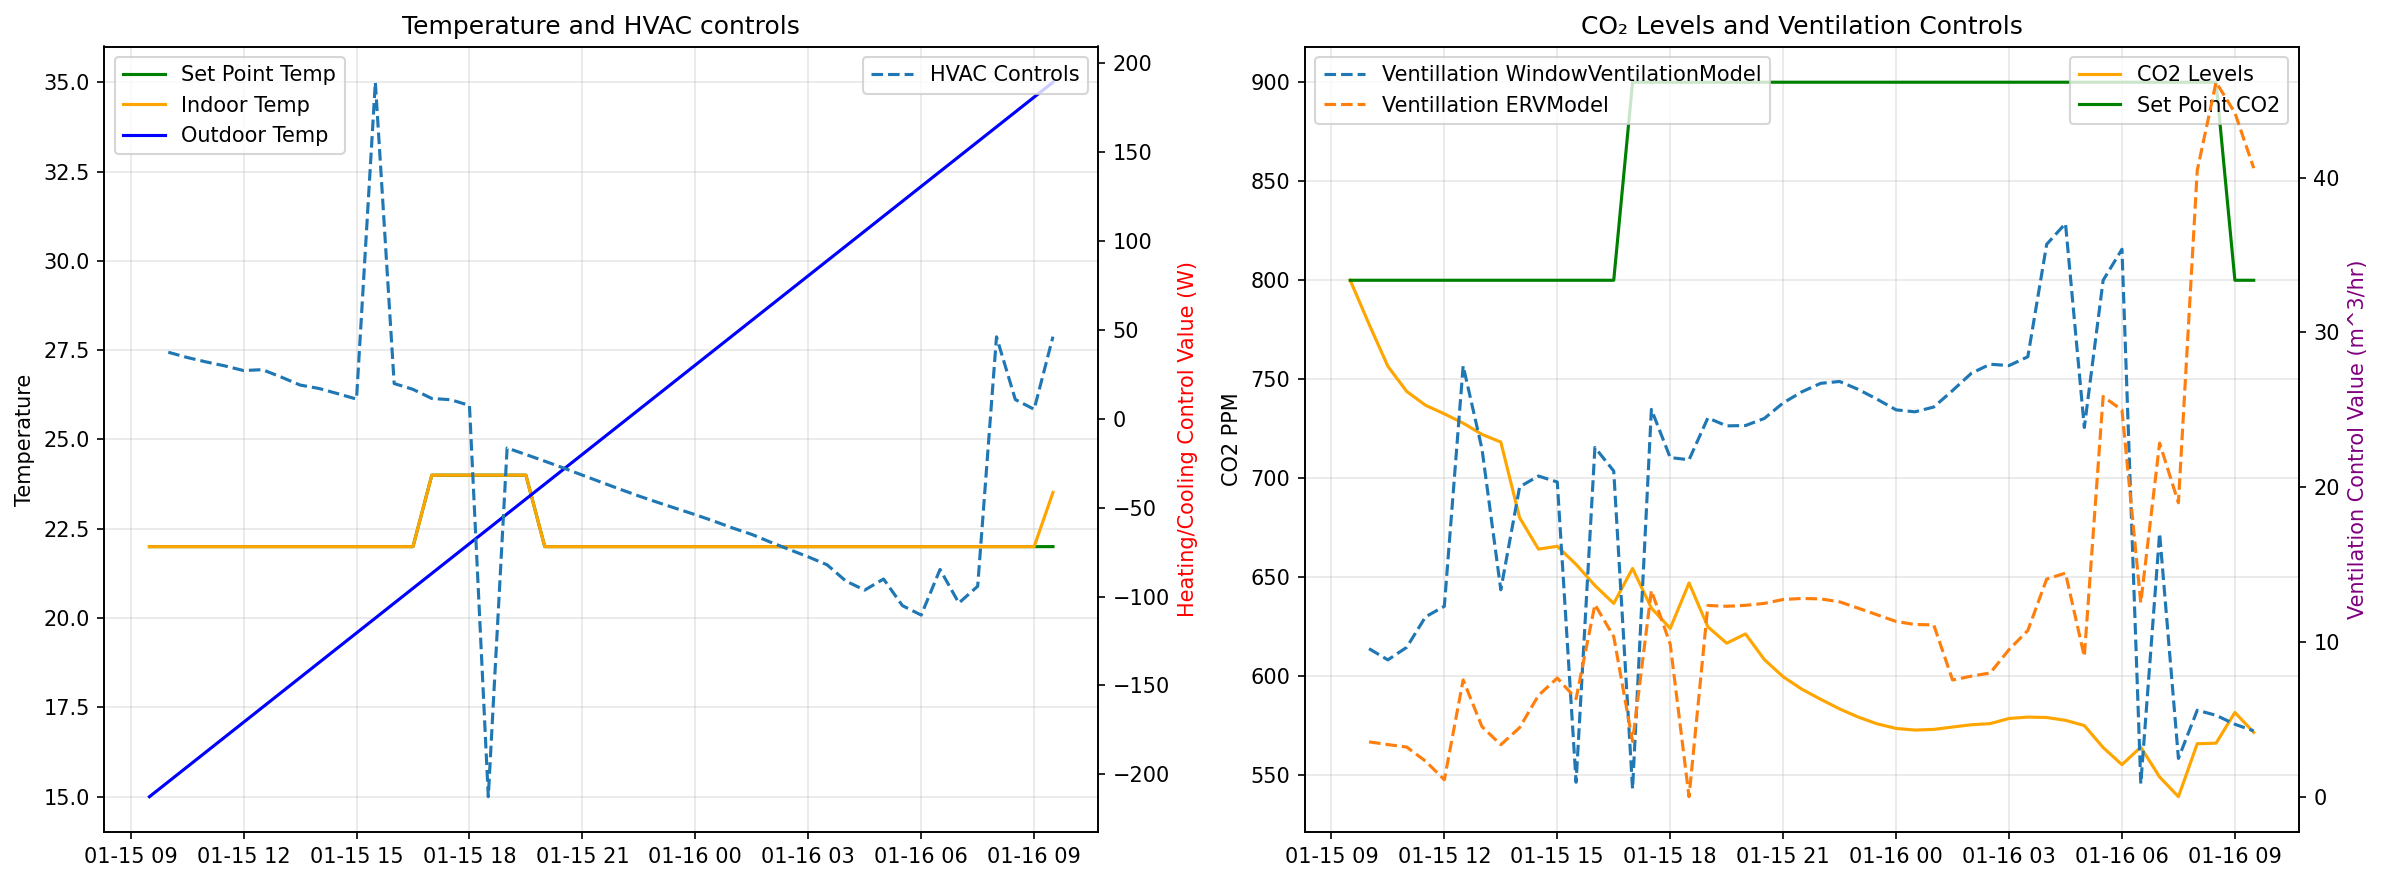 Temperature and HVAC controls
Set Point Temp
Indoor Temp
Outdoor Temp
HVAC Controls
35.0
32.5
30.0
27.5
25.0
22.5
20.0
17.5
15.0
Temperature
200
150
100
50
0
−50
−100
−150
−200
Heating/Cooling Control Value (W)
01-15 09 01-15 12 01-15 15 01-15 18 01-15 21 01-16 00 01-16 03 01-16 06 01-16 09
CO₂ Levels and Ventilation Controls
Ventillation WindowVentilationModel
Ventillation ERVModel
CO2 Levels
Set Point CO2
900
850
800
750
700
650
600
550
CO2 PPM
40
30
20
10
0
Ventilation Control Value (m^3/hr)
01-15 09 01-15 12 01-15 15 01-15 18 01-15 21 01-16 00 01-16 03 01-16 06 01-16 09